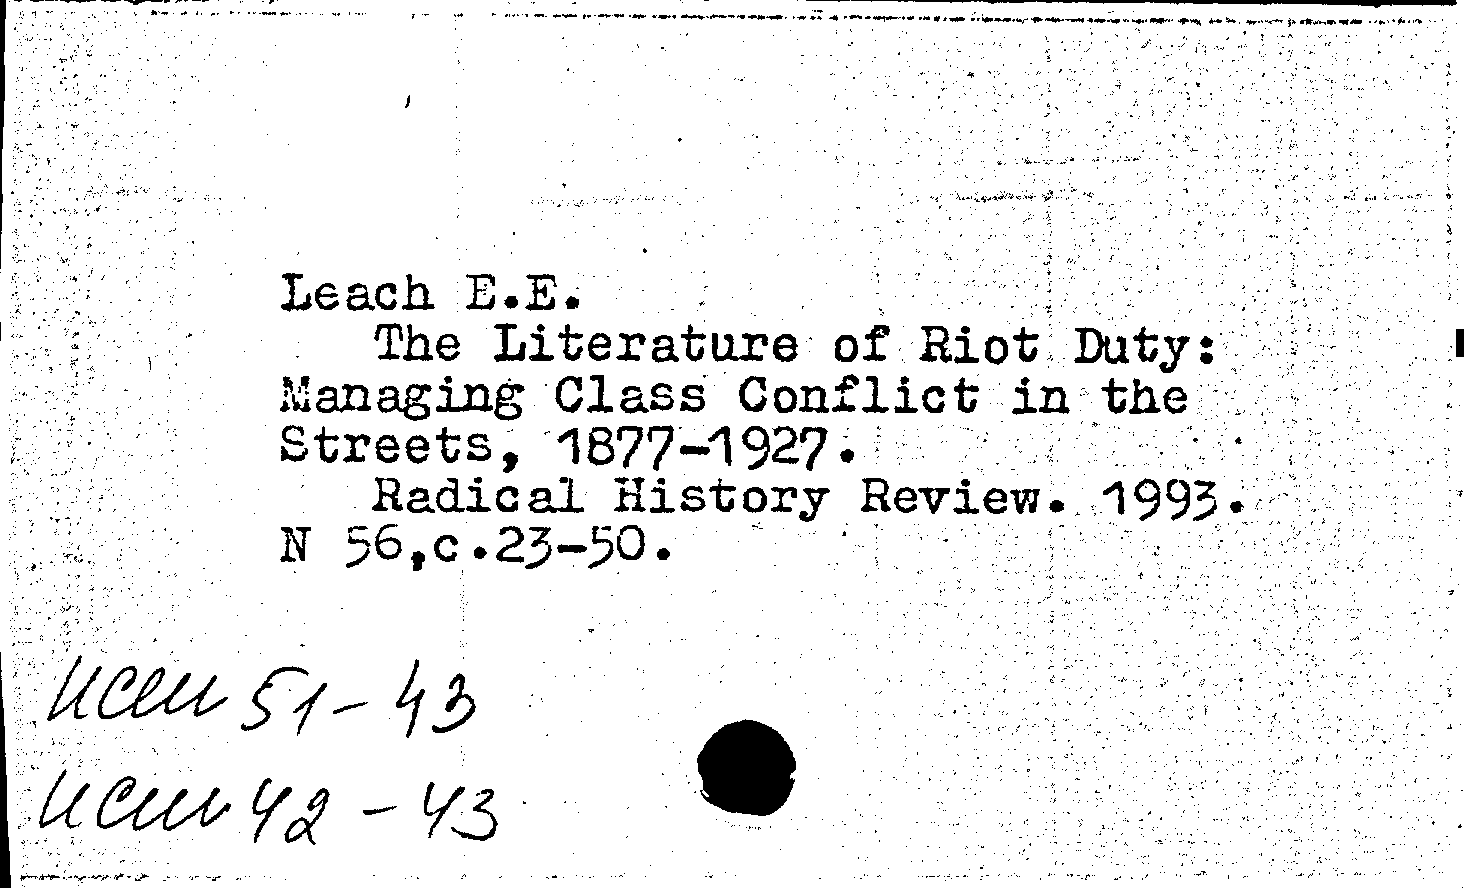 Leach E.E.
The Literature of Riot Duty:
Managing Class Conflict in the
Streets, 1877-1927.
Radical History Review. 1993.
N 56,c.23-50.
исш 51-43
исш 42-43